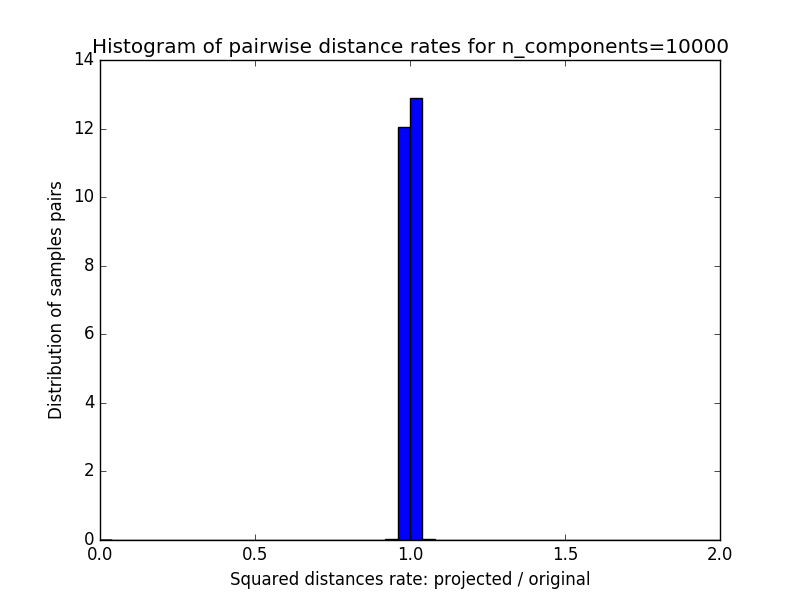 Histogram of pairwise distance rates for n_components=10000
14
12
10
8
6
4
2
0
Distribution of samples pairs
0.0 0.5 1.0 1.5 2.0
Squared distances rate: projected / original